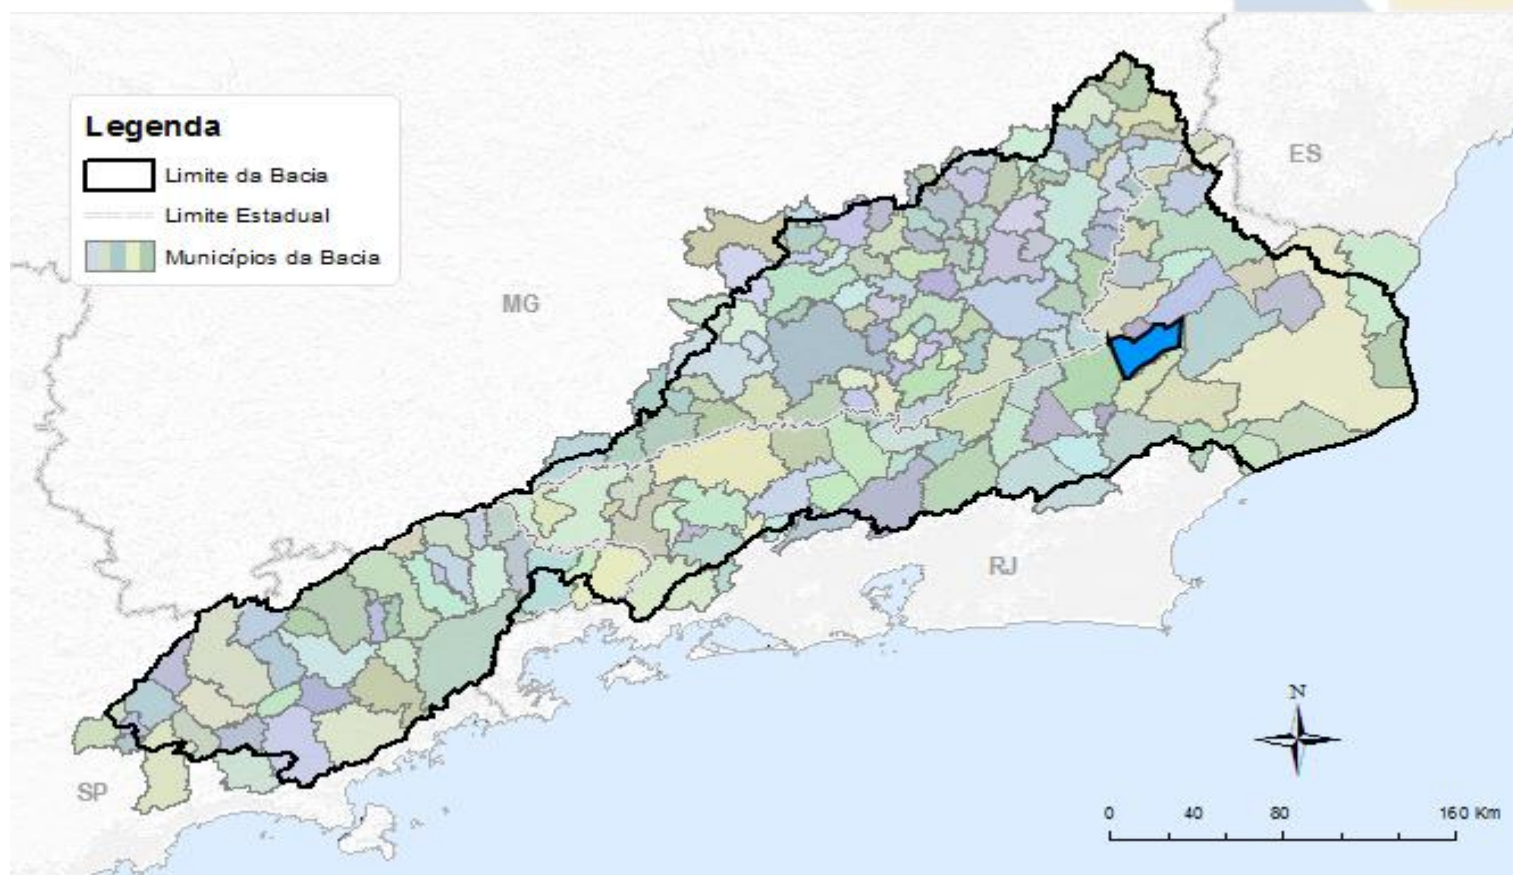 Legenda
Limite da Bacia
Limite Estadual
Municípios da Bacia
ES
MG
RJ
SP
N
0 40 80 160 Km